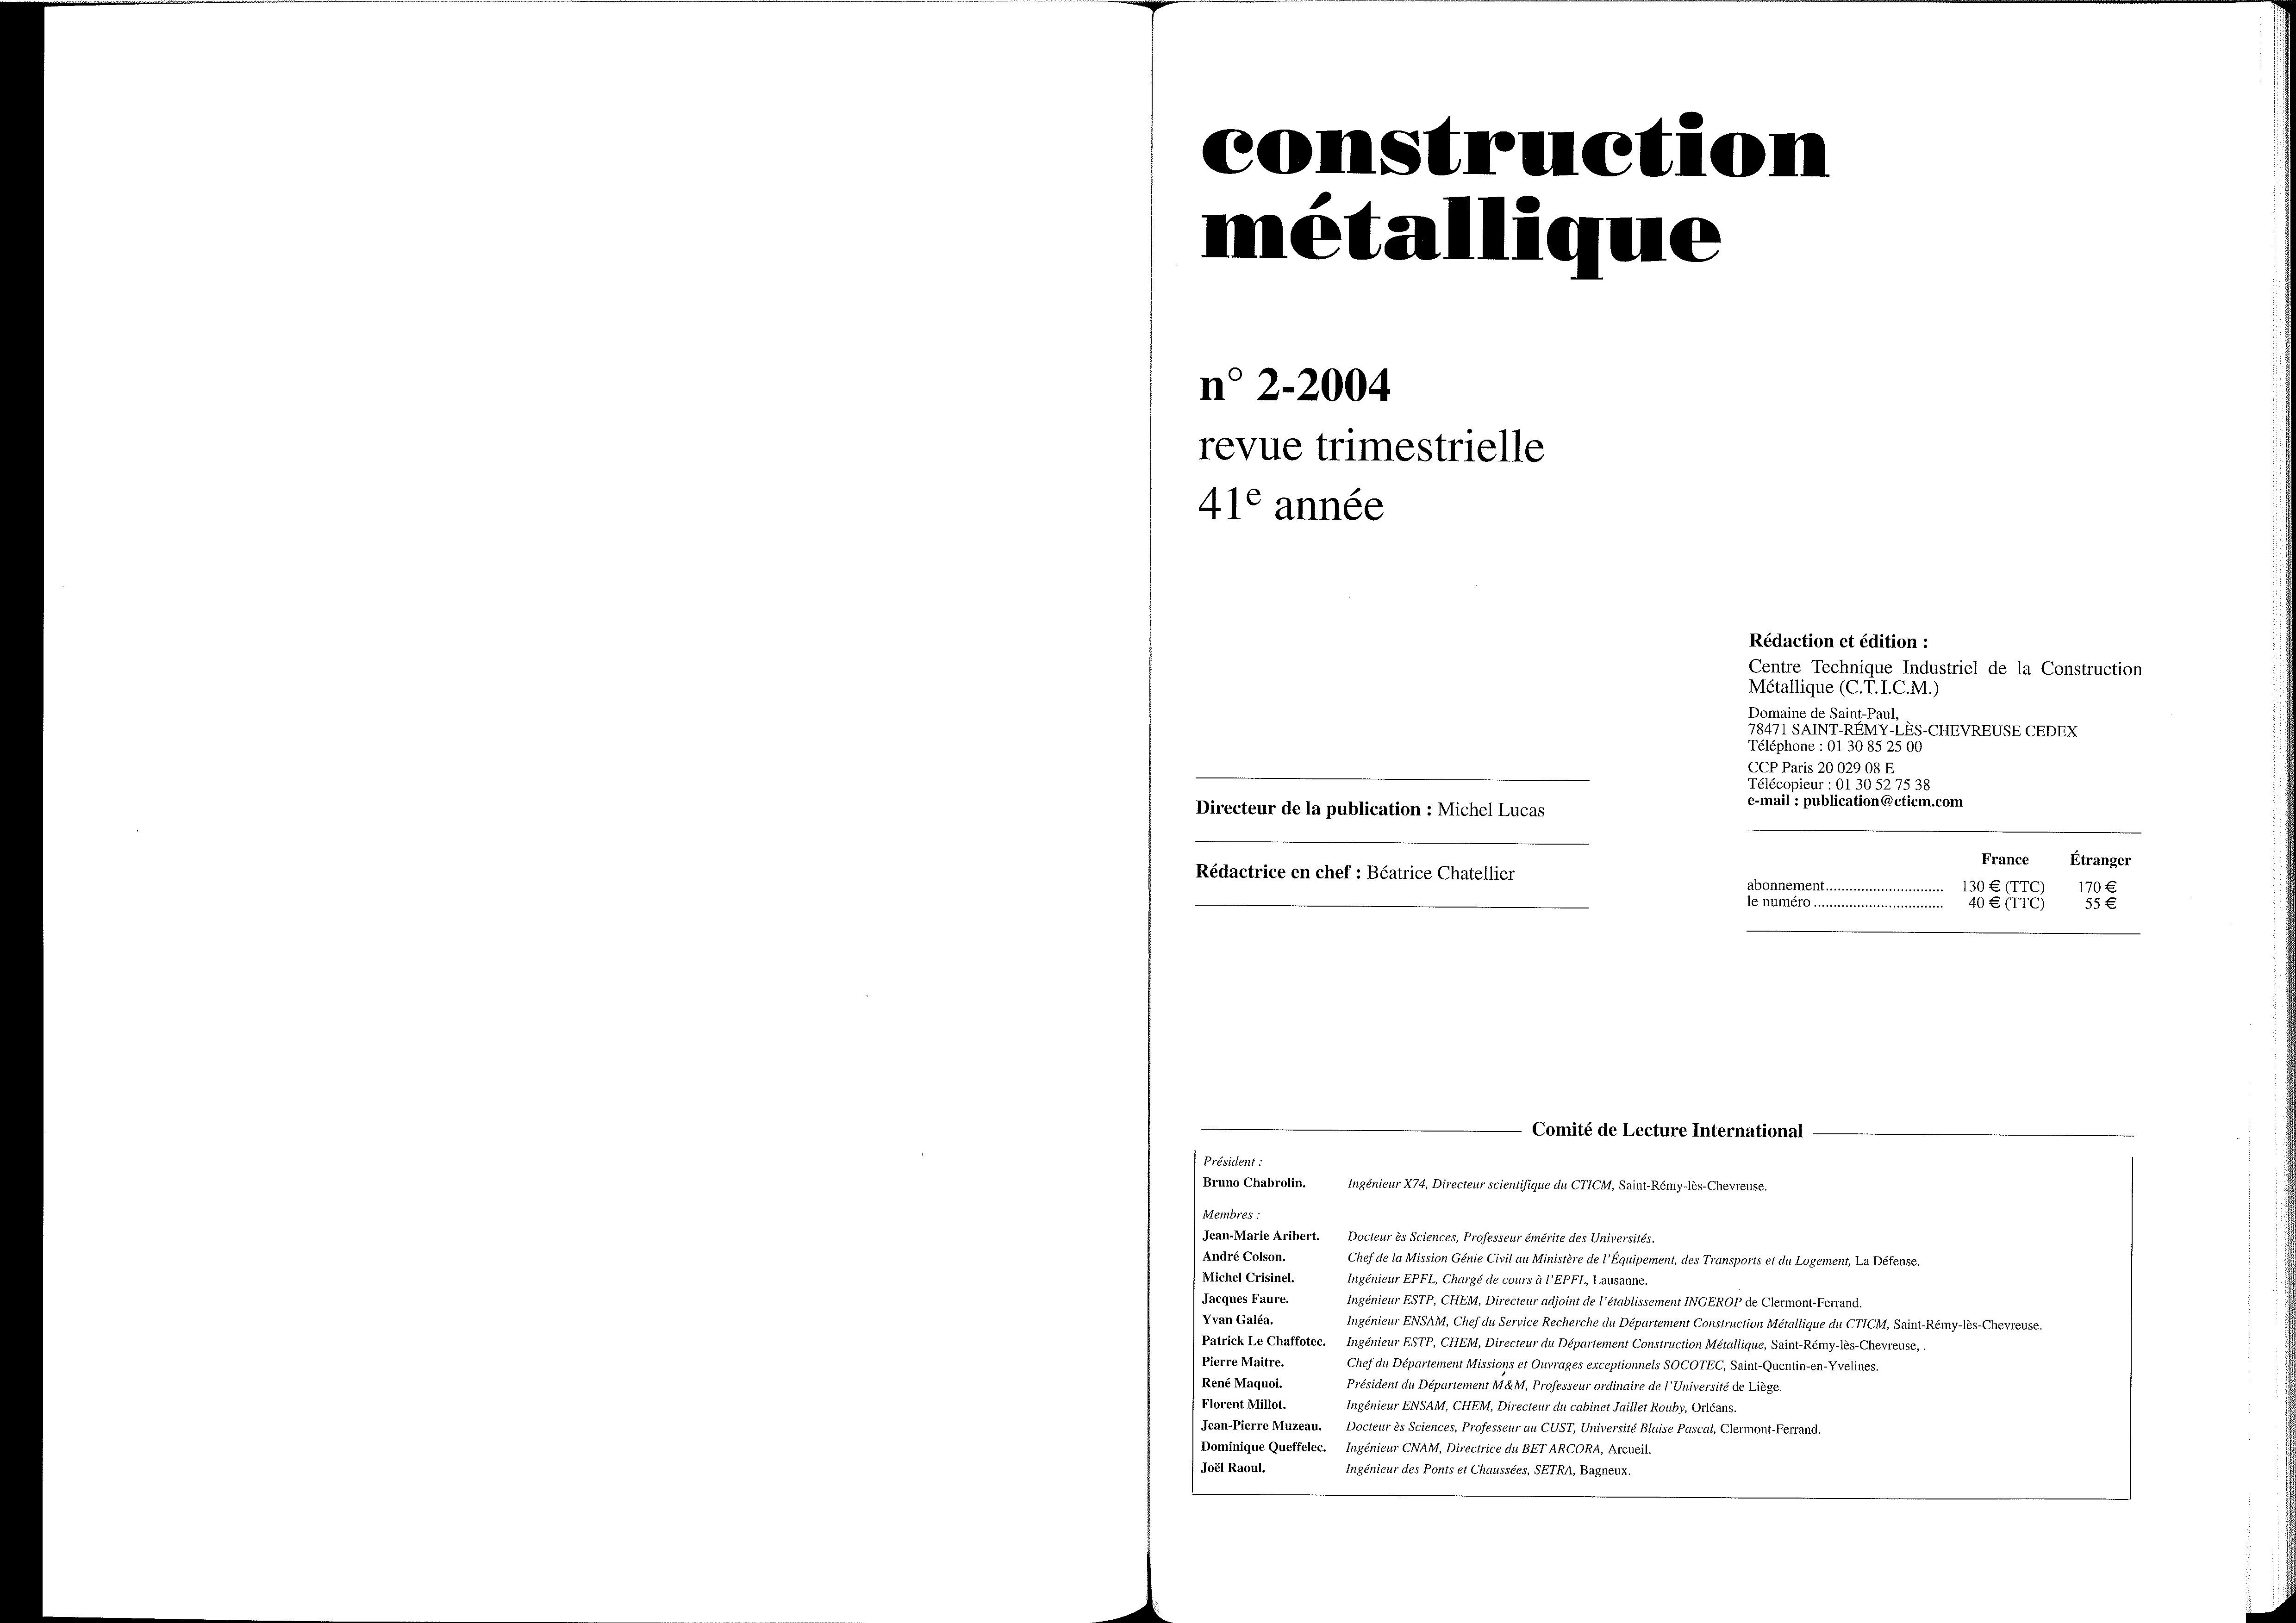 construction
métallique
n° 2-2004
revue trimestrielle
41e année
Rédaction et édition :
Centre Technique Industriel de la Construction
Métallique (C.T.I.C.M.)
Domaine de Saint-Paul,
78471 SAINT-RÉMY-LÈS-CHEVREUSE CEDEX
Téléphone : 01 30 85 25 00
CCP Paris 20 029 08 E
Télécopieur : 01 30 52 75 38
e-mail : publication@cticm.com
Directeur de la publication : Michel Lucas
Rédactrice en chef : Béatrice Chatellier
France Étranger
abonnement.............................. 130 € (TTC) 170 €
le numéro ................................. 40 € (TTC) 55 €
Comité de Lecture International
Président :
Bruno Chabrolin. Ingénieur X74, Directeur scientifique du CTICM, Saint-Rémy-lès-Chevreuse.
Membres :
Jean-Marie Aribert. Docteur ès Sciences, Professeur émérite des Universités.
André Colson. Chef de la Mission Génie Civil au Ministère de l'Équipement, des Transports et du Logement, La Défense.
Michel Crisinel. Ingénieur EPFL, Chargé de cours à l'EPFL, Lausanne.
Jacques Faure. Ingénieur ESTP, CHEM, Directeur adjoint de l'établissement INGEROP de Clermont-Ferrand.
Yvan Galéa. Ingénieur ENSAM, Chef du Service Recherche du Département Construction Métallique du CTICM, Saint-Rémy-lès-Chevreuse.
Patrick Le Chaffotec. Ingénieur ESTP, CHEM, Directeur du Département Construction Métallique, Saint-Rémy-lès-Chevreuse, .
Pierre Maitre. Chef du Département Missions et Ouvrages exceptionnels SOCOTEC, Saint-Quentin-en-Yvelines.
René Maquoi. Président du Département M&M, Professeur ordinaire de l'Université de Liège.
Florent Millot. Ingénieur ENSAM, CHEM, Directeur du cabinet Jaillet Rouby, Orléans.
Jean-Pierre Muzeau. Docteur ès Sciences, Professeur au CUST, Université Blaise Pascal, Clermont-Ferrand.
Dominique Queffelec. Ingénieur CNAM, Directrice du BET ARCORA, Arcueil.
Joël Raoul. Ingénieur des Ponts et Chaussées, SETRA, Bagneux.